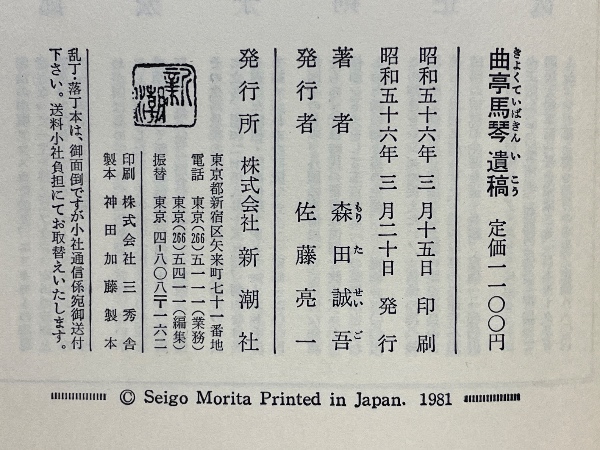 きょくていばきんいこう
曲亭馬琴遺稿 定価一一〇〇円
昭和五十六年 三 月十五日 印刷
昭和五十六年 三 月二十日 発行
著者 森田誠吾
もりたせいご
発行者 佐藤亮一
発行所 株式会社 新潮社
東京都新宿区矢来町七十一番地
電話 東京(266)五一一一(業務)
東京(266)五四一一(編集)
振替 東京 四―八〇八丁一六二
印刷 株式会社 三秀舎
製本 神田加藤製本
新潮
乱丁・落丁本は、御面倒ですが小社通信係宛御送付
下さい。送料小社負担にてお取替えいたします。
© Seigo Morita Printed in Japan. 1981